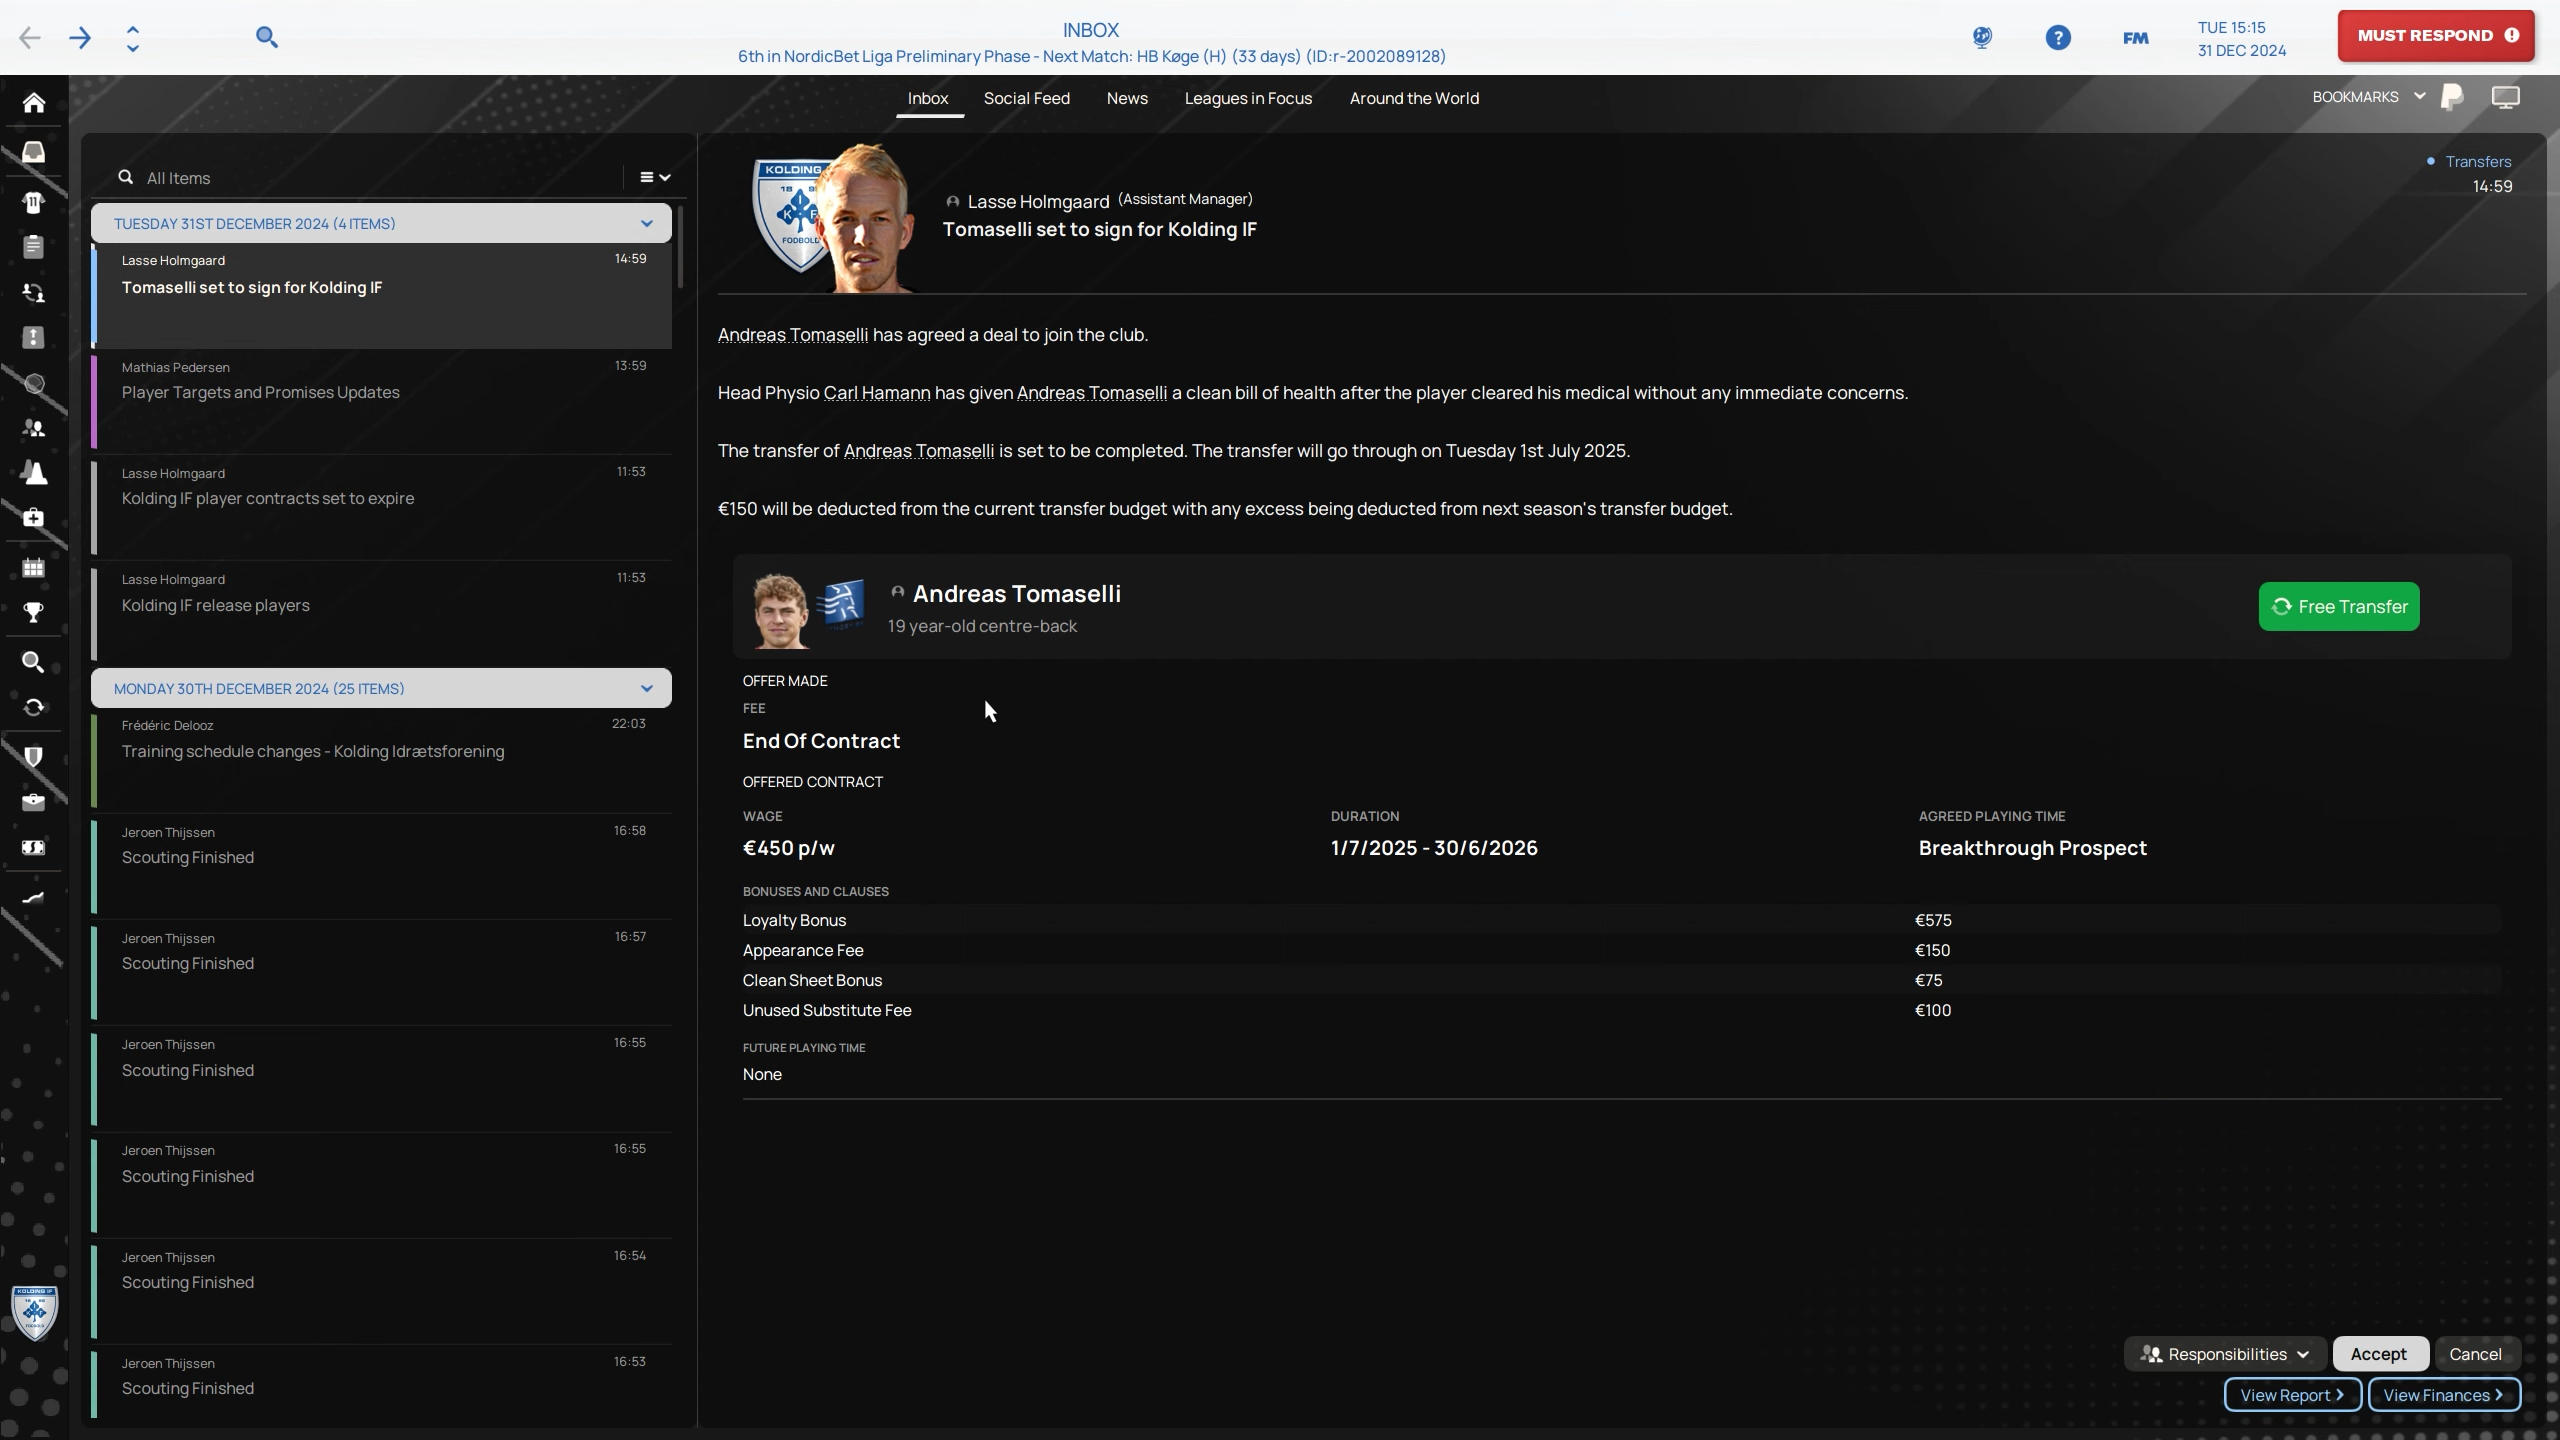 INBOX
6th in NordicBet Liga Preliminary Phase - Next Match: HB Køge (H) (33 days) (ID:r-2002089128)
FM
TUE 15:15
31 DEC 2024
MUST RESPOND
Inbox
Social Feed
News
Leagues in Focus
Around the World
BOOKMARKS
All Items
TUESDAY 31ST DECEMBER 2024 (4 ITEMS)
Lasse Holmgaard
14:59
Tomaselli set to sign for Kolding IF
Mathias Pedersen
13:59
Player Targets and Promises Updates
Lasse Holmgaard
11:53
Kolding IF player contracts set to expire
Lasse Holmgaard
11:53
Kolding IF release players
MONDAY 30TH DECEMBER 2024 (25 ITEMS)
Frédéric Delooz
22:03
Training schedule changes - Kolding Idrætsforening
Jeroen Thijssen
16:58
Scouting Finished
Jeroen Thijssen
16:57
Scouting Finished
Jeroen Thijssen
16:55
Scouting Finished
Jeroen Thijssen
16:55
Scouting Finished
Jeroen Thijssen
16:54
Scouting Finished
Jeroen Thijssen
16:53
Scouting Finished
KOLDING
FODBOLD
Lasse Holmgaard (Assistant Manager)
Tomaselli set to sign for Kolding IF
Transfers
14:59
Andreas Tomaselli has agreed a deal to join the club.
Head Physio Carl Hamann has given Andreas Tomaselli a clean bill of health after the player cleared his medical without any immediate concerns.
The transfer of Andreas Tomaselli is set to be completed. The transfer will go through on Tuesday 1st July 2025.
€150 will be deducted from the current transfer budget with any excess being deducted from next season's transfer budget.
Andreas Tomaselli
19 year-old centre-back
Free Transfer
OFFER MADE
FEE
End Of Contract
OFFERED CONTRACT
WAGE
DURATION
AGREED PLAYING TIME
€450 p/w
1/7/2025 - 30/6/2026
Breakthrough Prospect
BONUSES AND CLAUSES
Loyalty Bonus
€575
Appearance Fee
€150
Clean Sheet Bonus
€75
Unused Substitute Fee
€100
FUTURE PLAYING TIME
None
Responsibilities
Accept
Cancel
View Report
View Finances
KOLDING IF